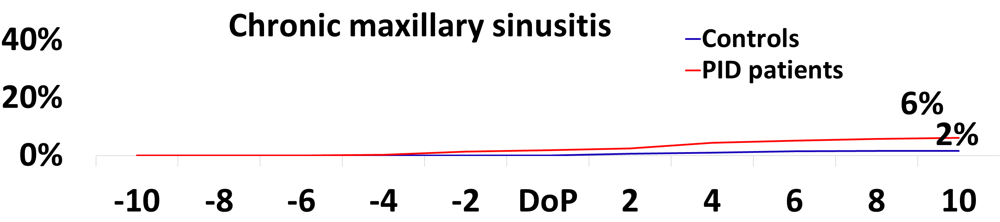 Chronic maxillary sinusitis
40%
20%
0%
Controls
PID patients
6%
2%
-10 -8 -6 -4 -2 DoP 2 4 6 8 10